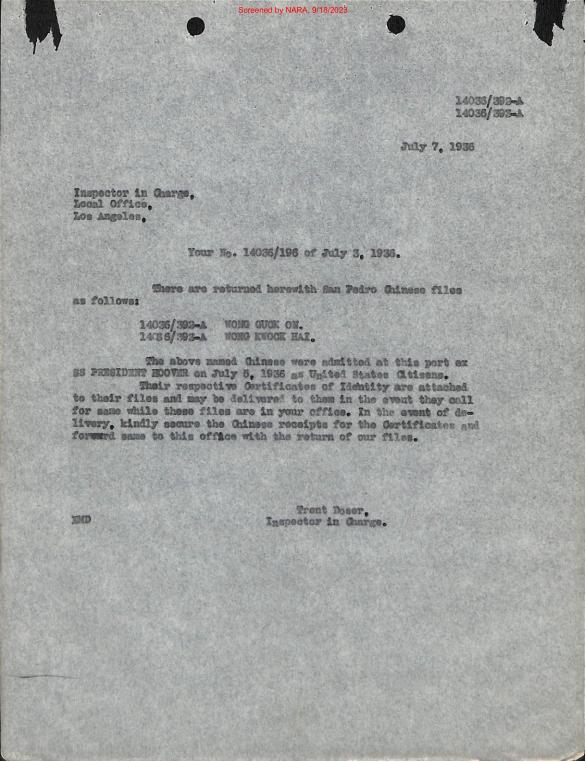 Screened by NARA, 9/18/2023
14036/392-A
14036/393-A
July 7, 1936
Inspector in Charge,
Local Office,
Los Angeles,
Your No. 14036/196 of July 3, 1936.
There are returned herewith San Pedro Chinese files
as follows:
14036/392-A WONG GUCK ON.
14036/393-A WONG KWOCK HAI.
The above named Chinese were admitted at this port ex
SS PRESIDENT HOOVER on July 5, 1936 as United States Citizens.
Their respective Certificates of Identity are attached
to their files and may be delivered to them in the event they call
for same while these files are in your office. In the event of de-
livery, kindly secure the Chinese receipts for the Certificates and
forward same to this office with the return of our files.
Trent Doser,
EMD Inspector in Charge.